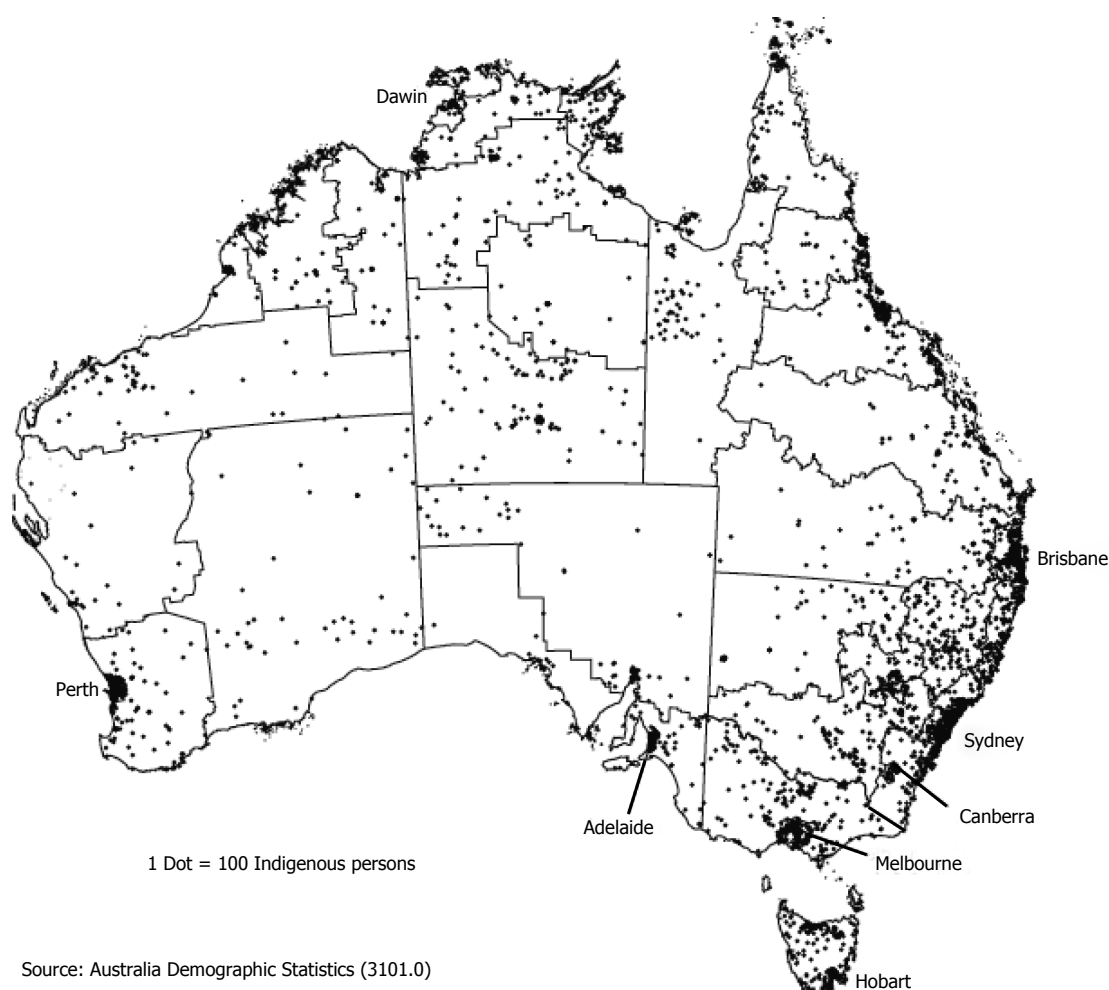 Dawin
Brisbane
Perth
Sydney
Canberra
Adelaide
Melbourne
1 Dot = 100 Indigenous persons
Source: Australia Demographic Statistics (3101.0)
Hobart